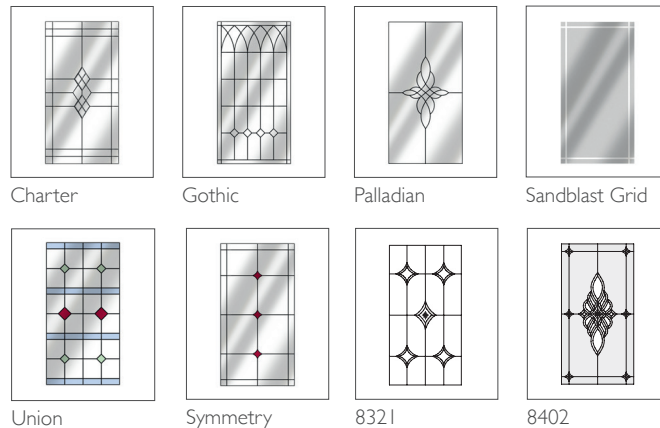 Charter
Gothic
Palladian
Sandblast Grid
Union
Symmetry
8321
8402